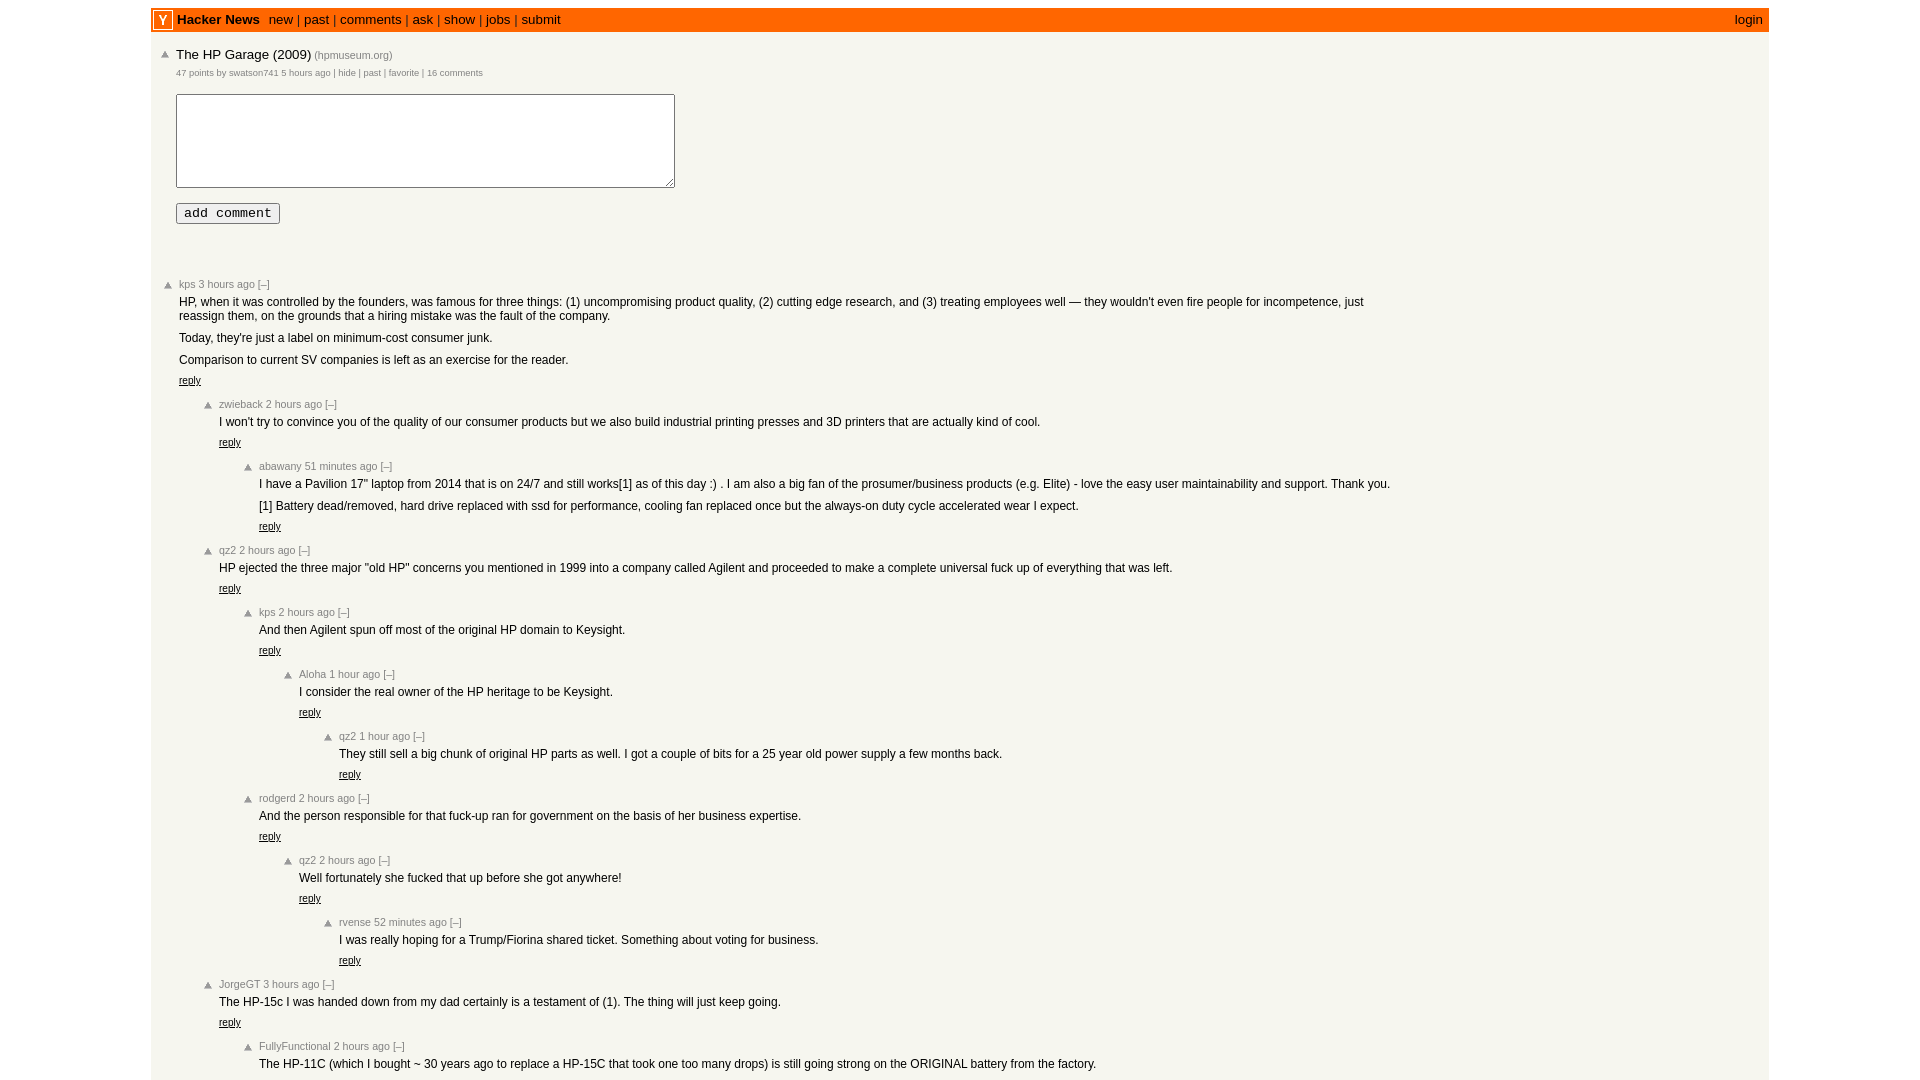 Y Hacker News new | past | comments | ask | show | jobs | submit login
The HP Garage (2009) (hpmuseum.org)
47 points by swatson741 5 hours ago | hide | past | favorite | 16 comments
add comment
kps 3 hours ago [–]
HP, when it was controlled by the founders, was famous for three things: (1) uncompromising product quality, (2) cutting edge research, and (3) treating employees well — they wouldn't even fire people for incompetence, just
reassign them, on the grounds that a hiring mistake was the fault of the company.
Today, they're just a label on minimum-cost consumer junk.
Comparison to current SV companies is left as an exercise for the reader.
reply
zwieback 2 hours ago [–]
I won't try to convince you of the quality of our consumer products but we also build industrial printing presses and 3D printers that are actually kind of cool.
reply
abawany 51 minutes ago [–]
I have a Pavilion 17" laptop from 2014 that is on 24/7 and still works[1] as of this day :) . I am also a big fan of the prosumer/business products (e.g. Elite) - love the easy user maintainability and support. Thank you.
[1] Battery dead/removed, hard drive replaced with ssd for performance, cooling fan replaced once but the always-on duty cycle accelerated wear I expect.
reply
qz2 2 hours ago [–]
HP ejected the three major "old HP" concerns you mentioned in 1999 into a company called Agilent and proceeded to make a complete universal fuck up of everything that was left.
reply
kps 2 hours ago [–]
And then Agilent spun off most of the original HP domain to Keysight.
reply
Aloha 1 hour ago [–]
I consider the real owner of the HP heritage to be Keysight.
reply
qz2 1 hour ago [–]
They still sell a big chunk of original HP parts as well. I got a couple of bits for a 25 year old power supply a few months back.
reply
rodgerd 2 hours ago [–]
And the person responsible for that fuck-up ran for government on the basis of her business expertise.
reply
qz2 2 hours ago [–]
Well fortunately she fucked that up before she got anywhere!
reply
rvense 52 minutes ago [–]
I was really hoping for a Trump/Fiorina shared ticket. Something about voting for business.
reply
JorgeGT 3 hours ago [–]
The HP-15c I was handed down from my dad certainly is a testament of (1). The thing will just keep going.
reply
FullyFunctional 2 hours ago [–]
The HP-11C (which I bought ~ 30 years ago to replace a HP-15C that took one too many drops) is still going strong on the ORIGINAL battery from the factory.